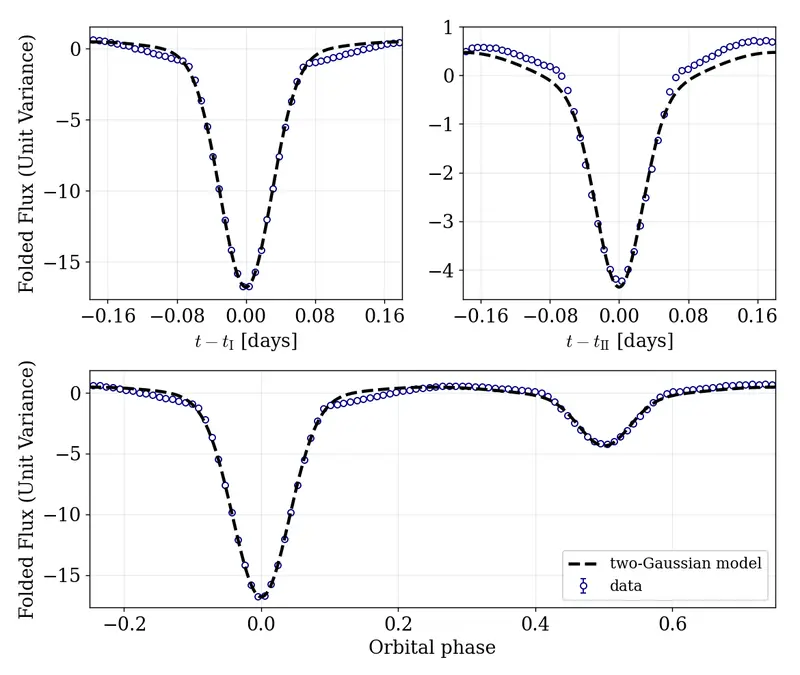 0
−5
−10
−15
Folded Flux (Unit Variance)
−0.16 −0.08 0.00 0.08 0.16
t − t_I [days]
1
0
−1
−2
−3
−4
−0.16 −0.08 0.00 0.08 0.16
t − t_II [days]
0
−5
−10
−15
Folded Flux (Unit Variance)
two-Gaussian model
data
−0.2 0.0 0.2 0.4 0.6
Orbital phase